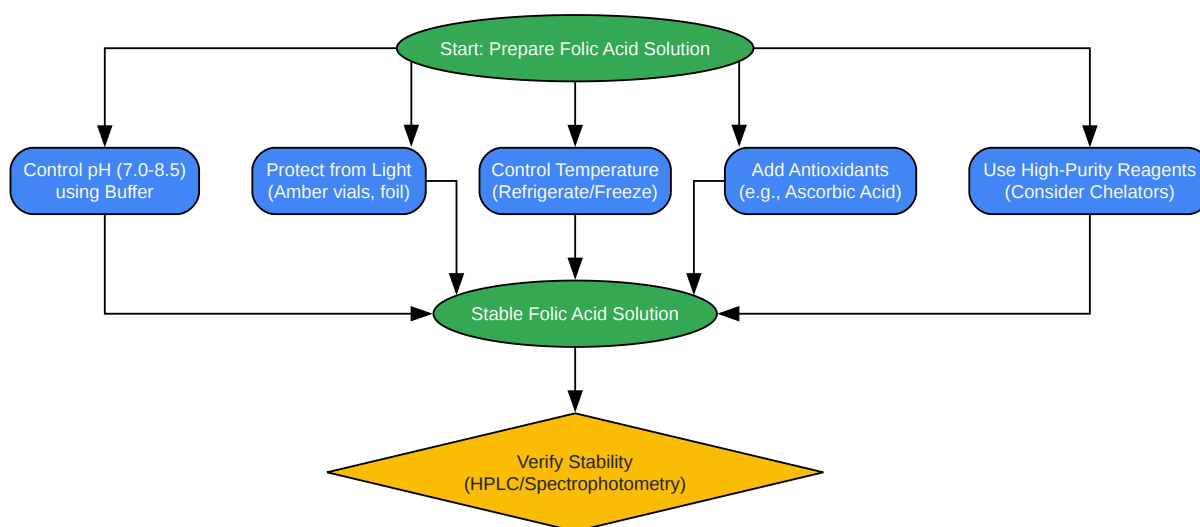 Start: Prepare Folic Acid Solution
Control pH (7.0-8.5)
using Buffer
Protect from Light
(Amber vials, foil)
Control Temperature
(Refrigerate/Freeze)
Add Antioxidants
(e.g., Ascorbic Acid)
Use High-Purity Reagents
(Consider Chelators)
Stable Folic Acid Solution
Verify Stability
(HPLC/Spectrophotometry)